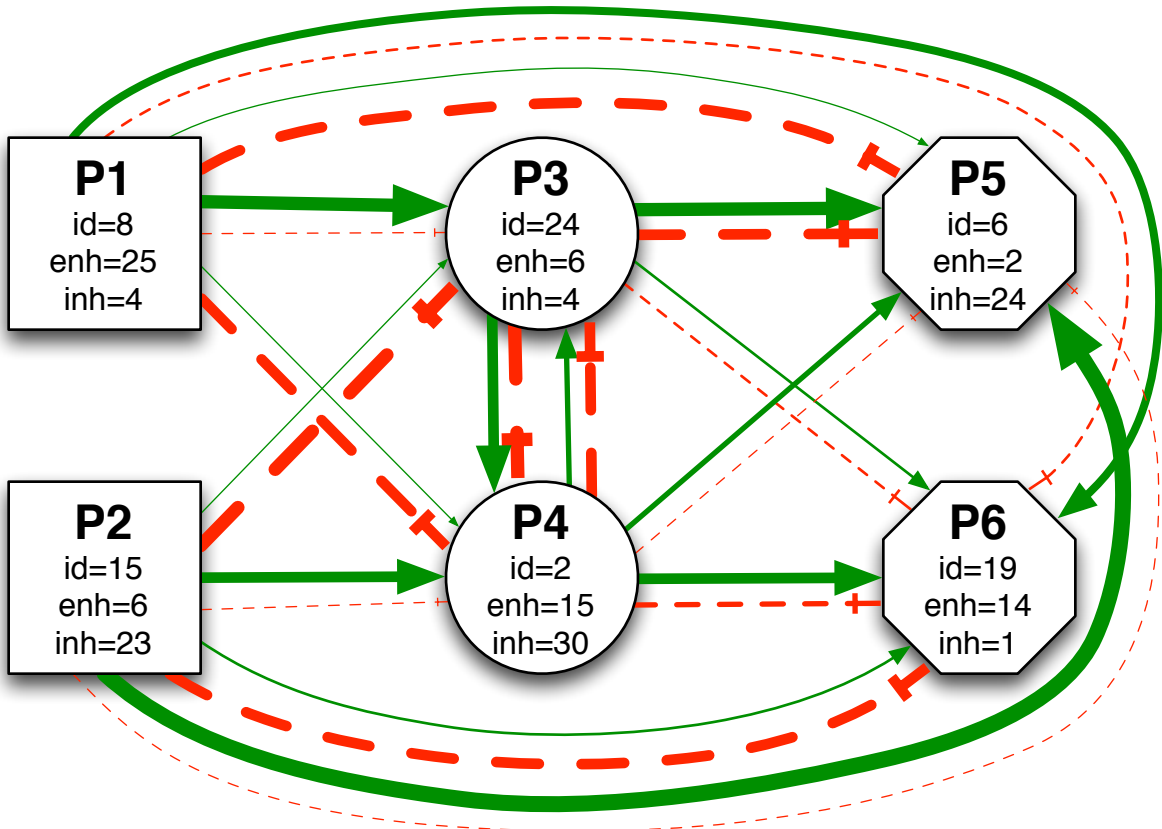 P1
id=8
enh=25
inh=4
P3
id=24
enh=6
inh=4
P5
id=6
enh=2
inh=24
P2
id=15
enh=6
inh=23
P4
id=2
enh=15
inh=30
P6
id=19
enh=14
inh=1